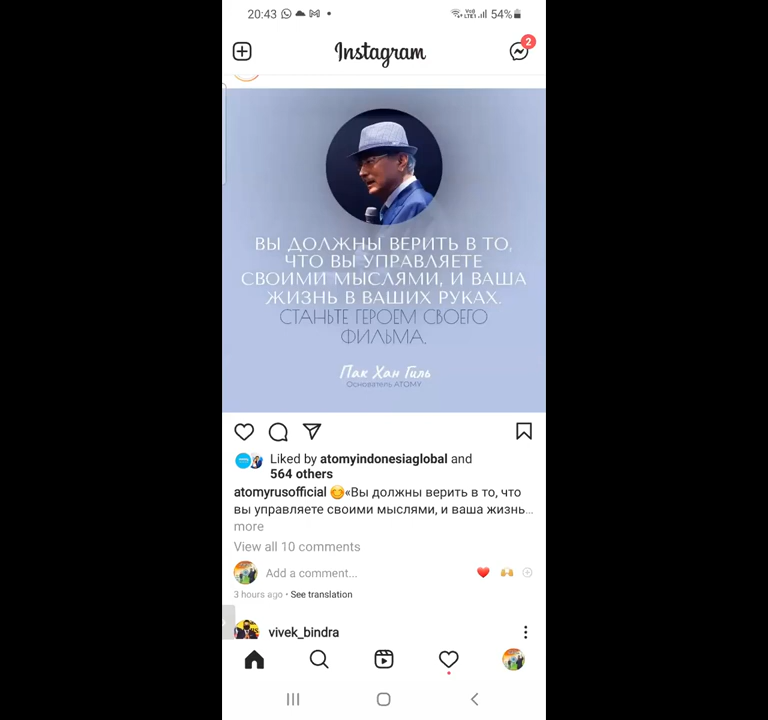 20:43
VoB LTE1 54%
Instagram
2
ВЫ ДОЛЖНЫ ВЕРИТЬ В ТО,
ЧТО ВЫ УПРАВЛЯЕТЕ
СВОИМИ МЫСЛЯМИ, И ВАША
ЖИЗНЬ В ВАШИХ РУКАХ.
СТАНЬТЕ ГЕРОЕМ СВОЕГО
ФИЛЬМА.
Пак Хан Гиль
Основатель ATOMY
Liked by atomyindonesiaglobal and
564 others
atomyrusofficial 😊«Вы должны верить в то, что
вы управляете своими мыслями, и ваша жизнь...
more
View all 10 comments
Add a comment...
3 hours ago • See translation
vivek_bindra